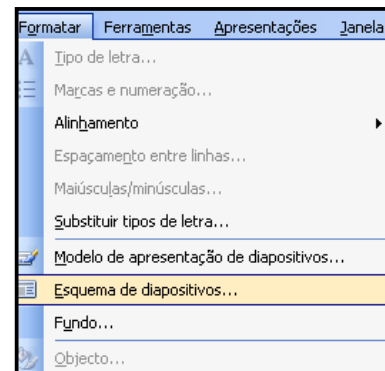 Formatar Ferramentas Apresentações Janela
Tipo de letra...
Marcas e numeração...
Alinhamento
Espaçamento entre linhas...
Maiúsculas/minúsculas...
Substituir tipos de letra...
Modelo de apresentação de diapositivos...
Esquema de diapositivos...
Fundo...
Objecto...